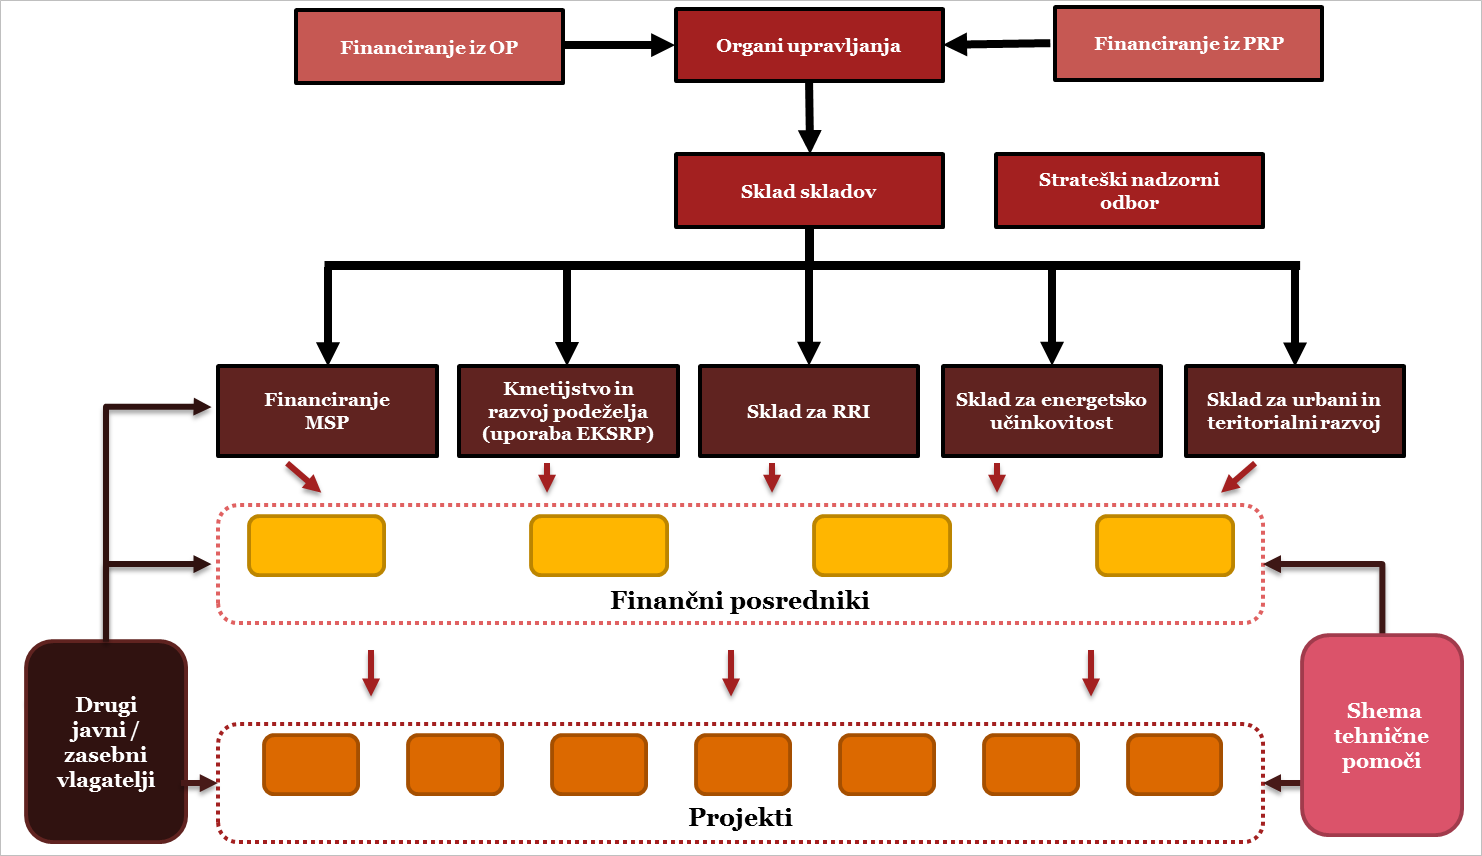 Financiranje iz OP
Organi upravljanja
Financiranje iz PRP
Sklad skladov
Strateški nadzorni
odbor
Financiranje
MSP
Kmetijstvo in
razvoj podeželja
(uporaba EKSRP)
Sklad za RRI
Sklad za energetsko
učinkovitost
Sklad za urbani in
teritorialni razvoj
Finančni posredniki
Drugi
javni /
zasebni
vlagatelji
Shema
tehnične
pomoči
Projekti